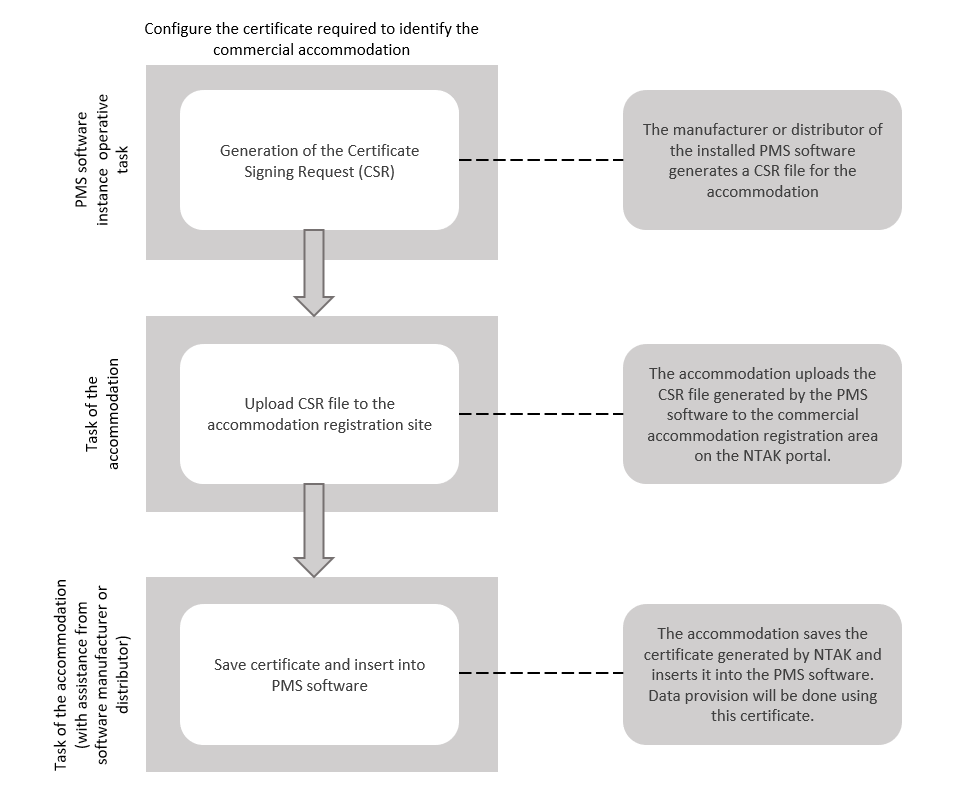 Configure the certificate required to identify the
commercial accommodation
PMS software
instance operative
task
Generation of the Certificate
Signing Request (CSR)
The manufacturer or distributor of
the installed PMS software
generates a CSR file for the
accommodation
Task of the
accommodation
Upload CSR file to the
accommodation registration site
The accommodation uploads the
CSR file generated by the PMS
software to the commercial
accommodation registration area
on the NTAK portal.
Task of the accommodation
(with assistance from
software manufacturer or
distributor)
Save certificate and insert into
PMS software
The accommodation saves the
certificate generated by NTAK and
inserts it into the PMS software.
Data provision will be done using
this certificate.